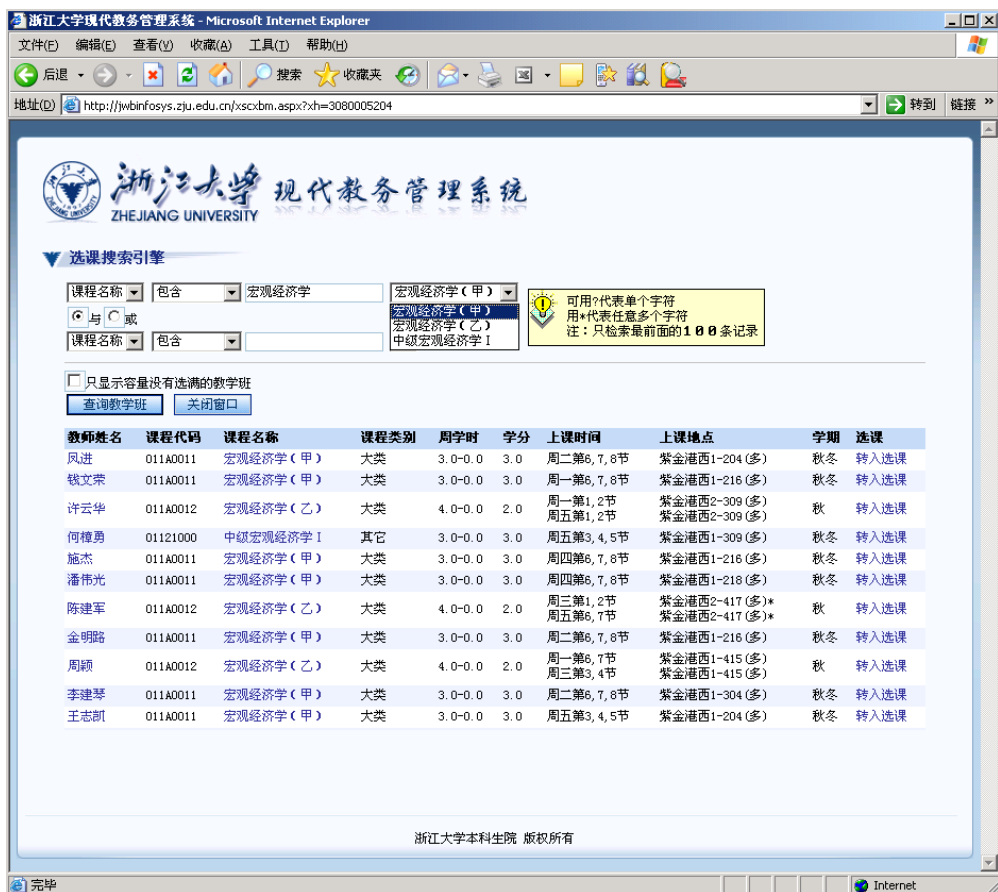 浙江大学现代教务管理系统 - Microsoft Internet Explorer
文件(F) 编辑(E) 查看(V) 收藏(A) 工具(T) 帮助(H)
后退 搜索 收藏夹
地址(D) http://jwbinfosys.zju.edu.cn/xscxbm.aspx?xh=3080005204 转到 链接 »
浙江大学 现代教务管理系统
ZHEJIANG UNIVERSITY
选课搜索引擎
课程名称 包含 宏观经济学 宏观经济学(甲)
与 或
课程名称 包含
宏观经济学(甲)
宏观经济学(乙)
中级宏观经济学I
可用?代表单个字符
用*代表任意多个字符
注:只检索最前面的100条记录
只显示容量没有选满的教学班
查询教学班 关闭窗口
教师姓名 课程代码 课程名称 课程类别 周学时 学分 上课时间 上课地点 学期 选课
风进 011A0011 宏观经济学(甲) 大类 3.0-0.0 3.0 周二第6,7,8节 紫金港西1-204(多) 秋冬 转入选课
钱文荣 011A0011 宏观经济学(甲) 大类 3.0-0.0 3.0 周一第6,7,8节 紫金港西1-216(多) 秋冬 转入选课
许云华 011A0012 宏观经济学(乙) 大类 4.0-0.0 2.0 周一第1,2节 紫金港西2-309(多) 秋 转入选课
周五第1,2节 紫金港西2-309(多)
何樟勇 01121000 中级宏观经济学I 其它 3.0-0.0 3.0 周五第3,4,5节 紫金港西1-309(多) 秋冬 转入选课
施杰 011A0011 宏观经济学(甲) 大类 3.0-0.0 3.0 周四第6,7,8节 紫金港西1-216(多) 秋冬 转入选课
潘伟光 011A0011 宏观经济学(甲) 大类 3.0-0.0 3.0 周四第6,7,8节 紫金港西1-218(多) 秋冬 转入选课
陈建军 011A0012 宏观经济学(乙) 大类 4.0-0.0 2.0 周三第1,2节 紫金港西2-417(多)* 秋 转入选课
周五第6,7节 紫金港西2-417(多)*
金明路 011A0011 宏观经济学(甲) 大类 3.0-0.0 3.0 周二第6,7,8节 紫金港西1-216(多) 秋冬 转入选课
周颖 011A0012 宏观经济学(乙) 大类 4.0-0.0 2.0 周一第6,7节 紫金港西1-415(多) 秋 转入选课
周三第3,4节 紫金港西1-415(多)
李建琴 011A0011 宏观经济学(甲) 大类 3.0-0.0 3.0 周二第6,7,8节 紫金港西1-304(多) 秋冬 转入选课
王志凯 011A0011 宏观经济学(甲) 大类 3.0-0.0 3.0 周五第3,4,5节 紫金港西1-204(多) 秋冬 转入选课
浙江大学本科生院 版权所有
完毕 Internet